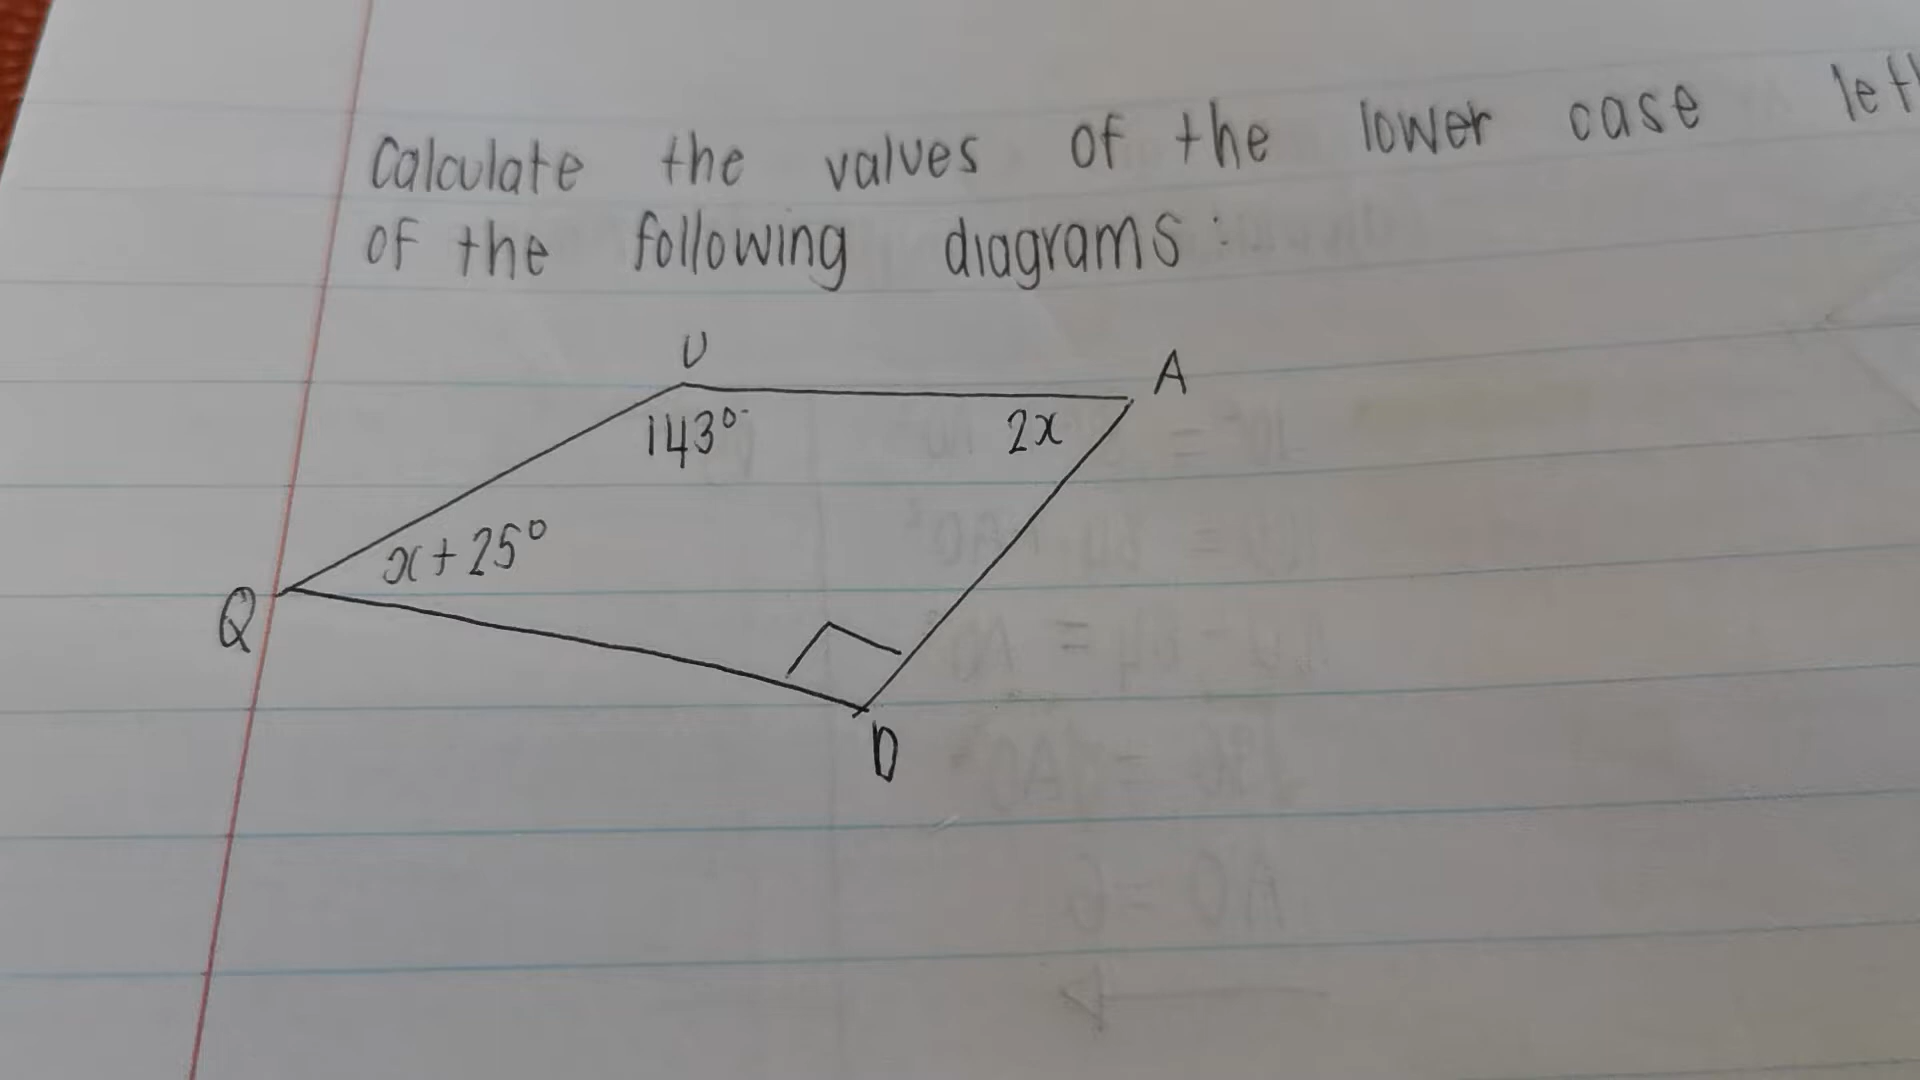 Calculate the values of the lower case
of the following diagrams:
U
A
143°
2x
x+25°
Q
D